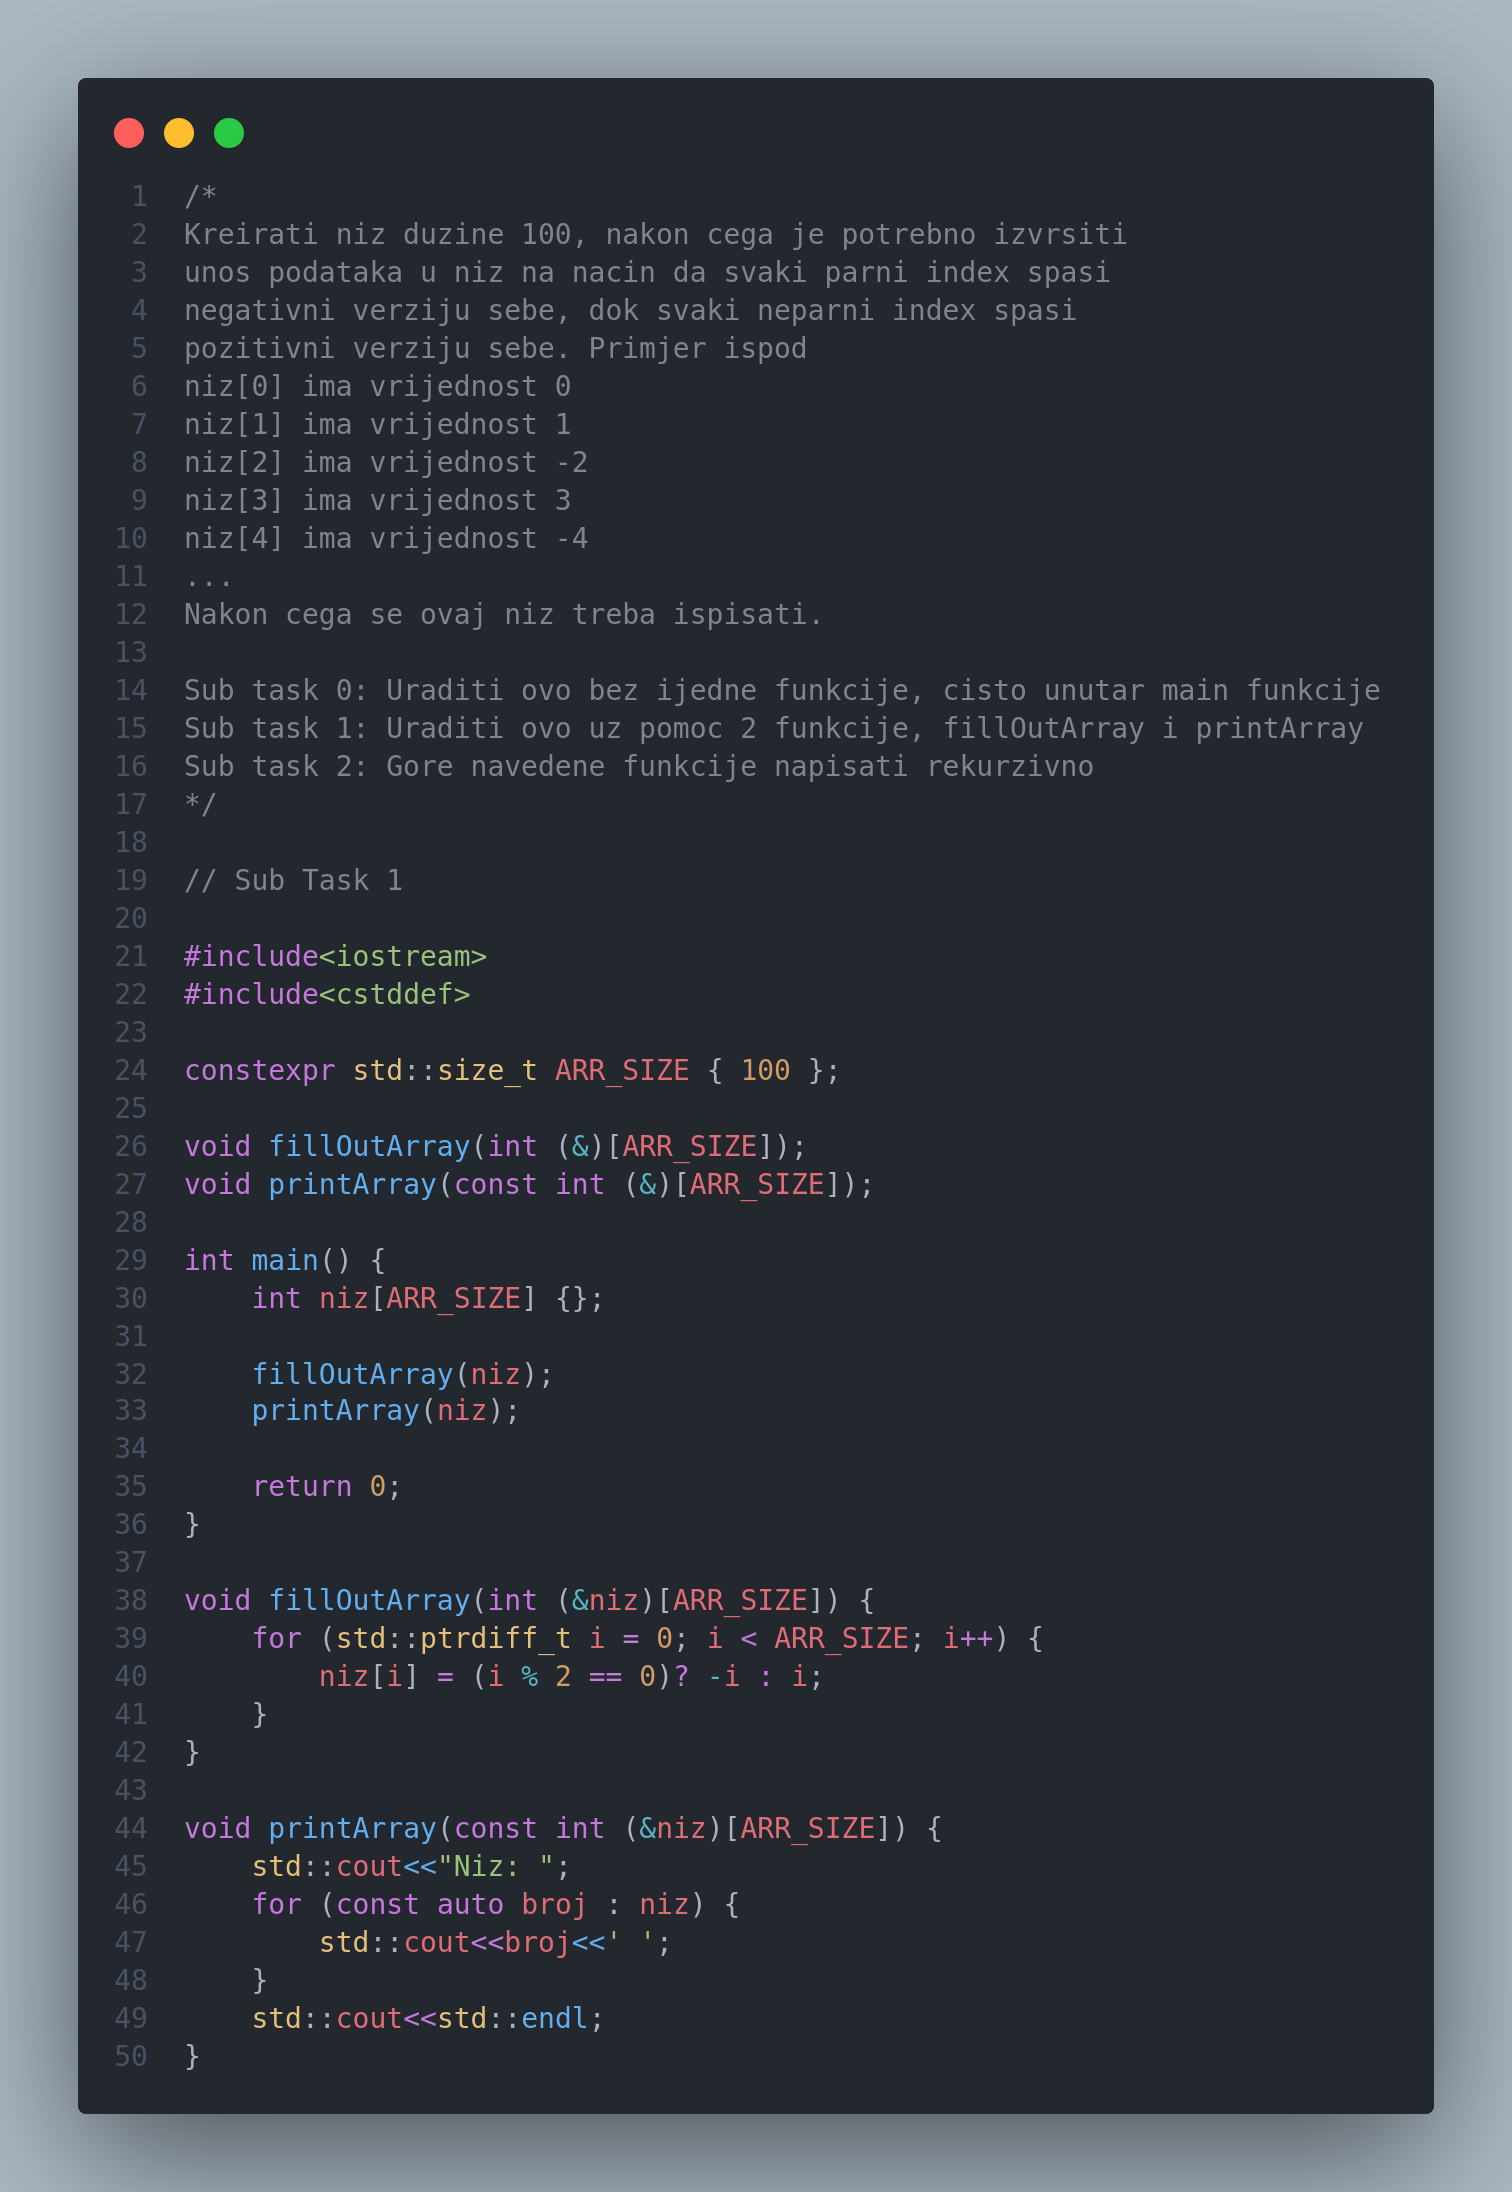 1 /*
2 Kreirati niz duzine 100, nakon cega je potrebno izvrsiti
3 unos podataka u niz na nacin da svaki parni index spasi
4 negativni verziju sebe, dok svaki neparni index spasi
5 pozitivni verziju sebe. Primjer ispod
6 niz[0] ima vrijednost 0
7 niz[1] ima vrijednost 1
8 niz[2] ima vrijednost -2
9 niz[3] ima vrijednost 3
10 niz[4] ima vrijednost -4
11 ...
12 Nakon cega se ovaj niz treba ispisati.
13
14 Sub task 0: Uraditi ovo bez ijedne funkcije, cisto unutar main funkcije
15 Sub task 1: Uraditi ovo uz pomoc 2 funkcije, fillOutArray i printArray
16 Sub task 2: Gore navedene funkcije napisati rekurzivno
17 */
18
19 // Sub Task 1
20
21 #include<iostream>
22 #include<cstddef>
23
24 constexpr std::size_t ARR_SIZE { 100 };
25
26 void fillOutArray(int (&)[ARR_SIZE]);
27 void printArray(const int (&)[ARR_SIZE]);
28
29 int main() {
30     int niz[ARR_SIZE] {};
31
32     fillOutArray(niz);
33     printArray(niz);
34
35     return 0;
36 }
37
38 void fillOutArray(int (&niz)[ARR_SIZE]) {
39     for (std::ptrdiff_t i = 0; i < ARR_SIZE; i++) {
40         niz[i] = (i % 2 == 0)? -i : i;
41     }
42 }
43
44 void printArray(const int (&niz)[ARR_SIZE]) {
45     std::cout<<"Niz: ";
46     for (const auto broj : niz) {
47         std::cout<<broj<<' ';
48     }
49     std::cout<<std::endl;
50 }